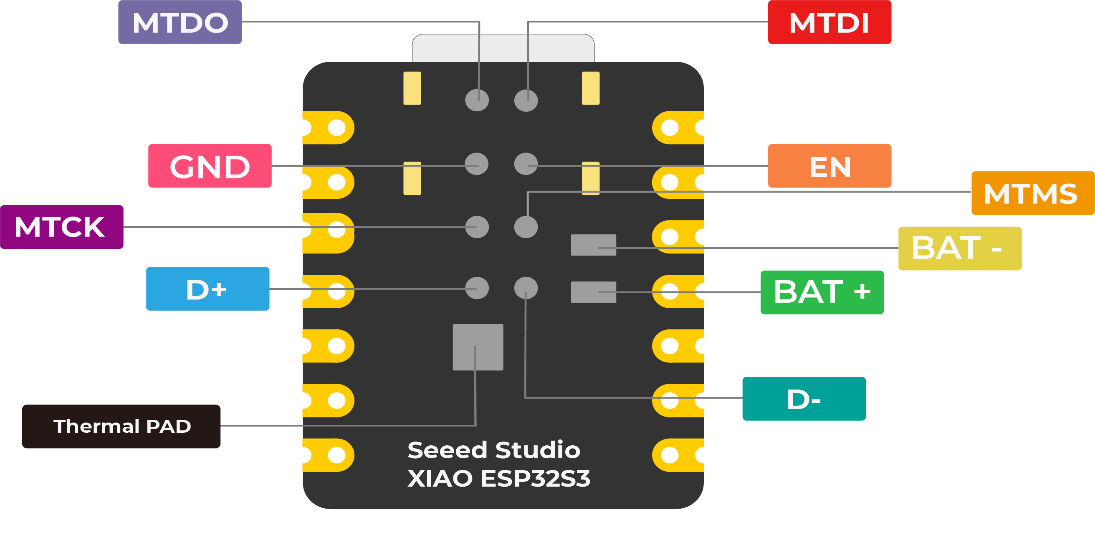 MTDO
MTDI
GND
EN
MTMS
MTCK
BAT -
D+
BAT +
D-
Thermal PAD
Seeed Studio
XIAO ESP32S3